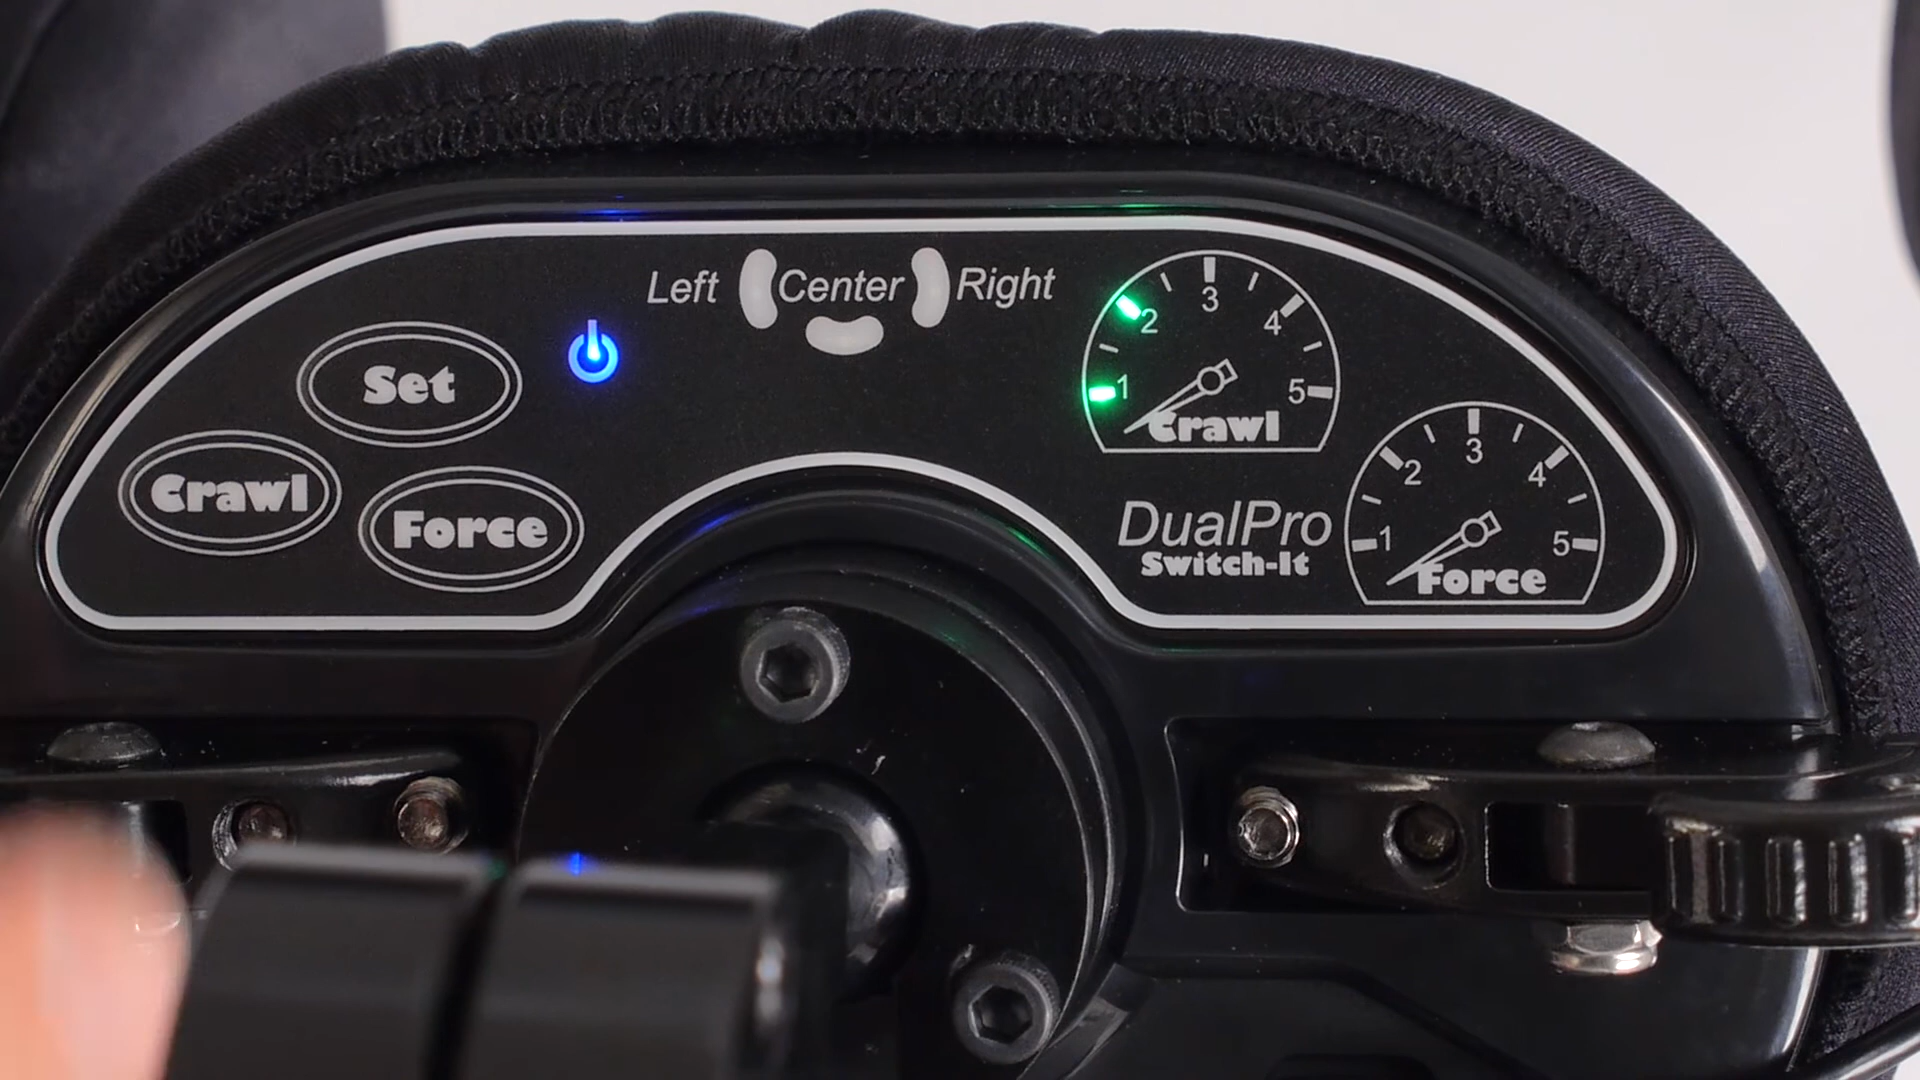 Left Center Right
Set
Crawl
Force
1 2 3 4 5
Crawl
DualPro
Switch-It
1 2 3 4 5
Force